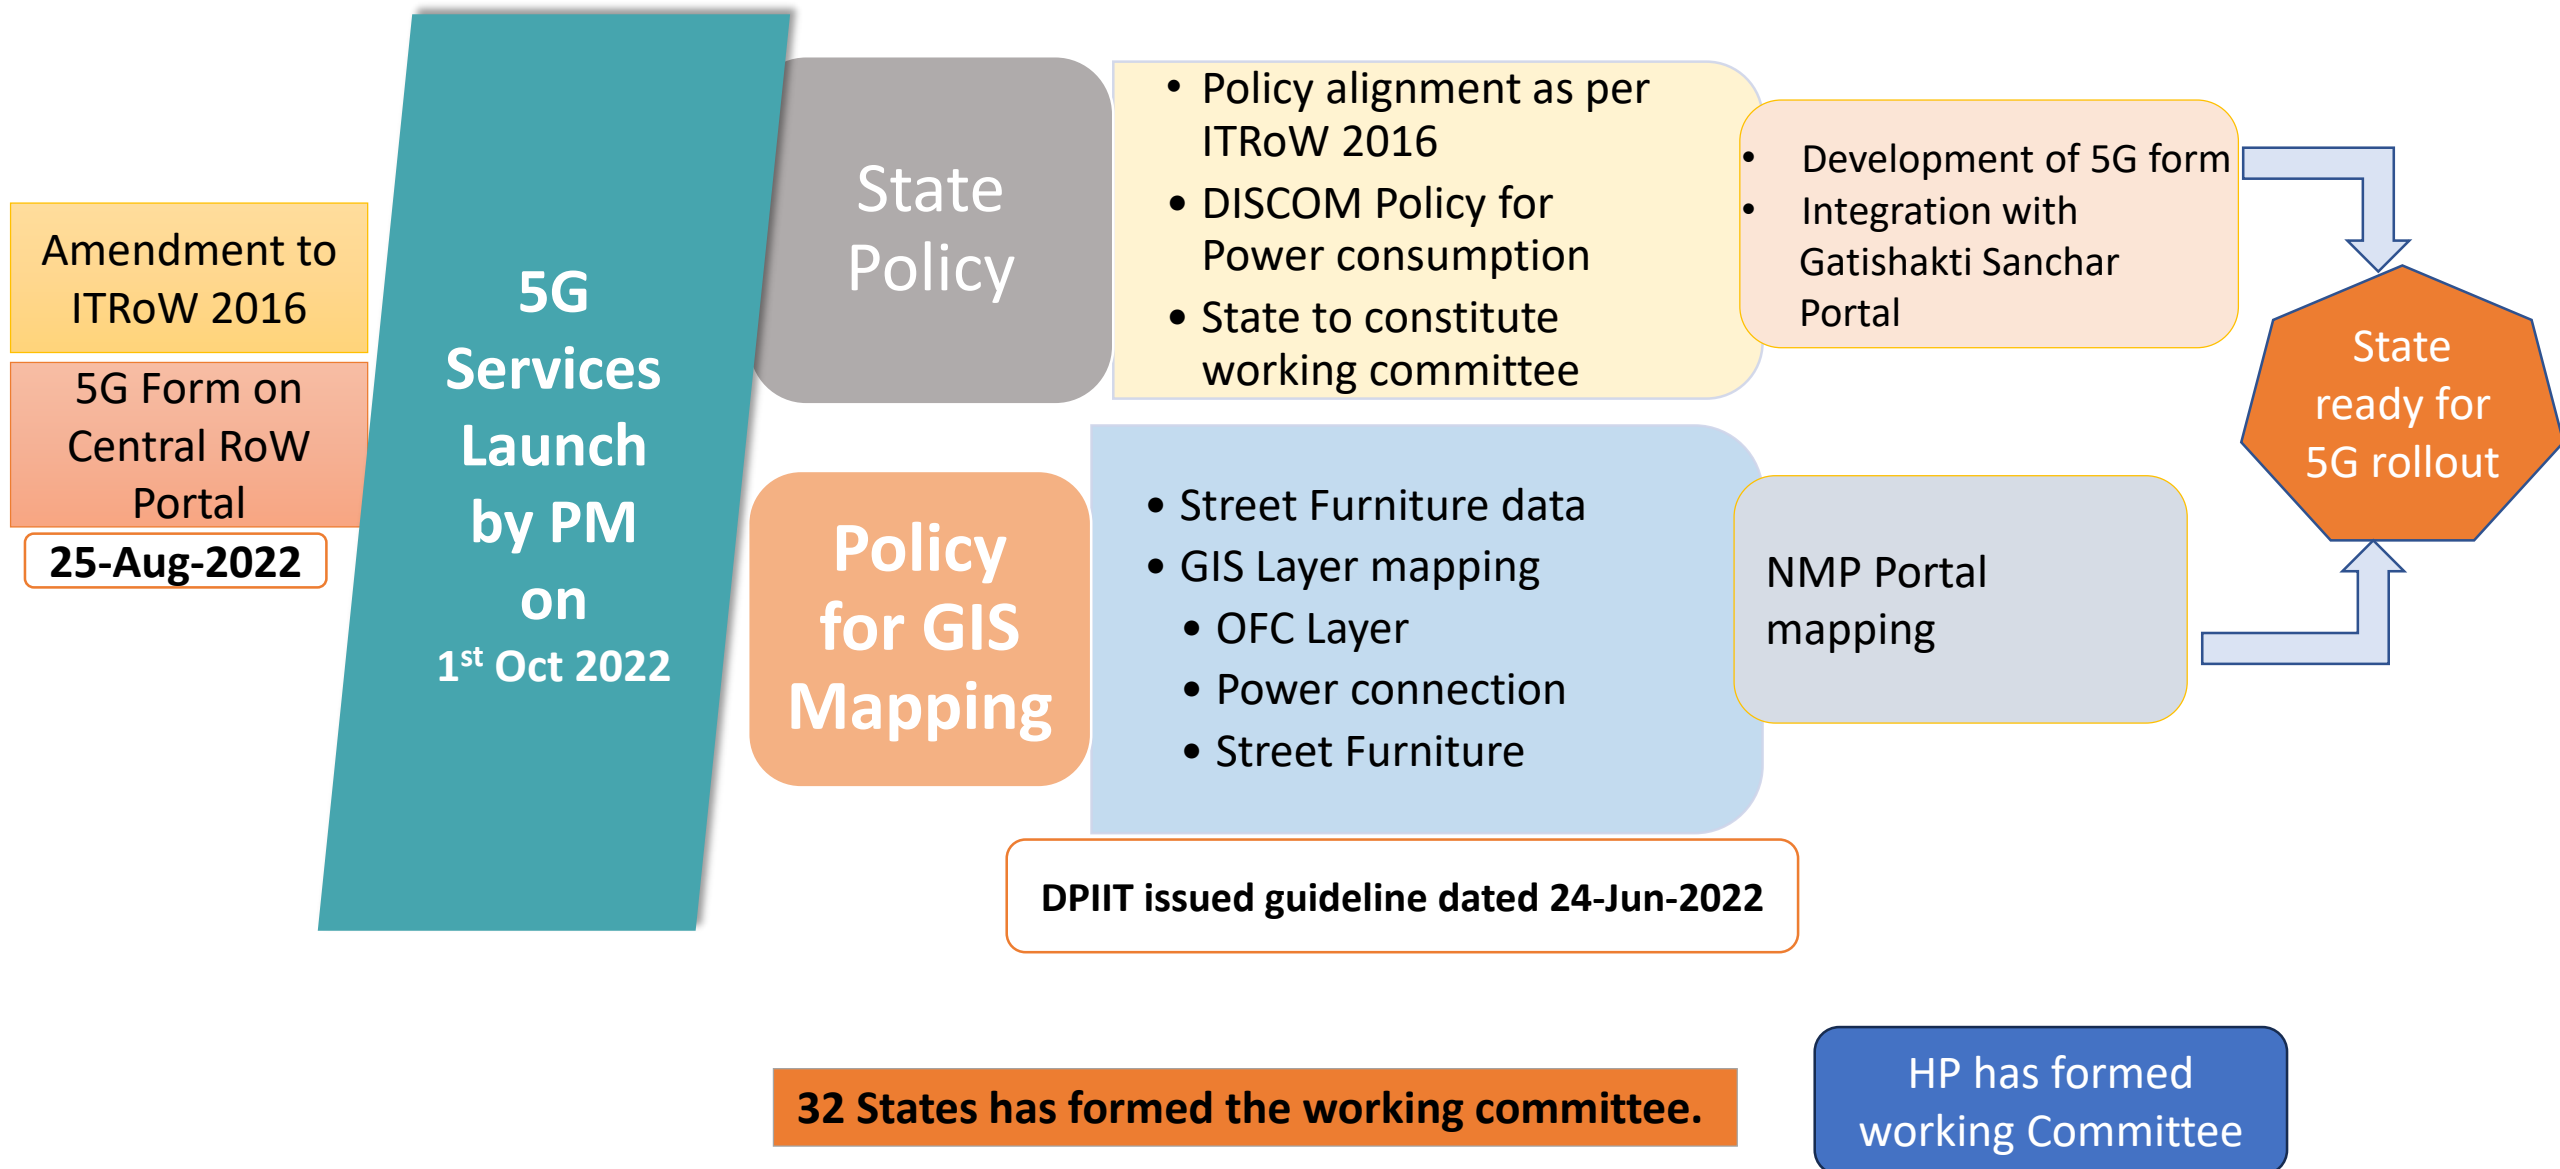 Amendment to
ITRoW 2016
5G Form on
Central RoW
Portal
25-Aug-2022
5G
Services
Launch
by PM
on
1st Oct 2022
State
Policy
• Policy alignment as per
ITRoW 2016
• DISCOM Policy for
Power consumption
• State to constitute
working committee
• Development of 5G form
• Integration with
Gatishakti Sanchar
Portal
State
ready for
5G rollout
Policy
for GIS
Mapping
• Street Furniture data
• GIS Layer mapping
• OFC Layer
• Power connection
• Street Furniture
NMP Portal
mapping
DPIIT issued guideline dated 24-Jun-2022
32 States has formed the working committee.
HP has formed
working Committee